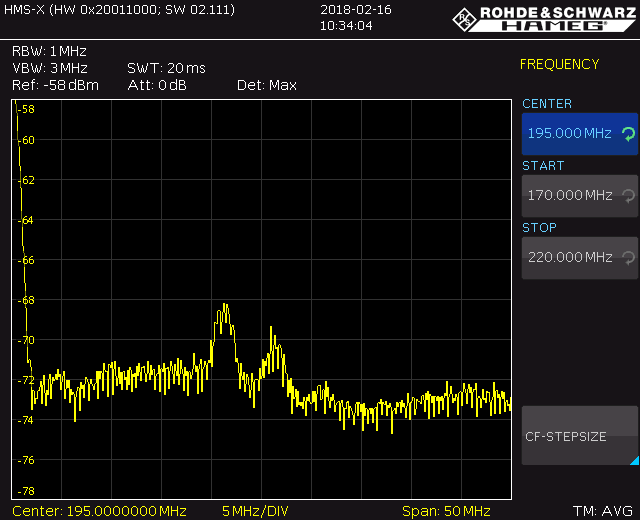 HMS-X (HW 0x20011000; SW 02.111)
2018-02-16
10:34:04
ROHDE & SCHWARZ
HAMEG
RBW: 1 MHz
VBW: 3 MHz SWT: 20 ms
Ref: -58 dBm Att: 0 dB Det: Max
FREQUENCY
CENTER
195.000 MHz
START
170.000 MHz
STOP
220.000 MHz
CF-STEPSIZE
-58
-60
-62
-64
-66
-68
-70
-72
-74
-76
-78
Center: 195.0000000 MHz 5 MHz/DIV Span: 50 MHz
TM: AVG